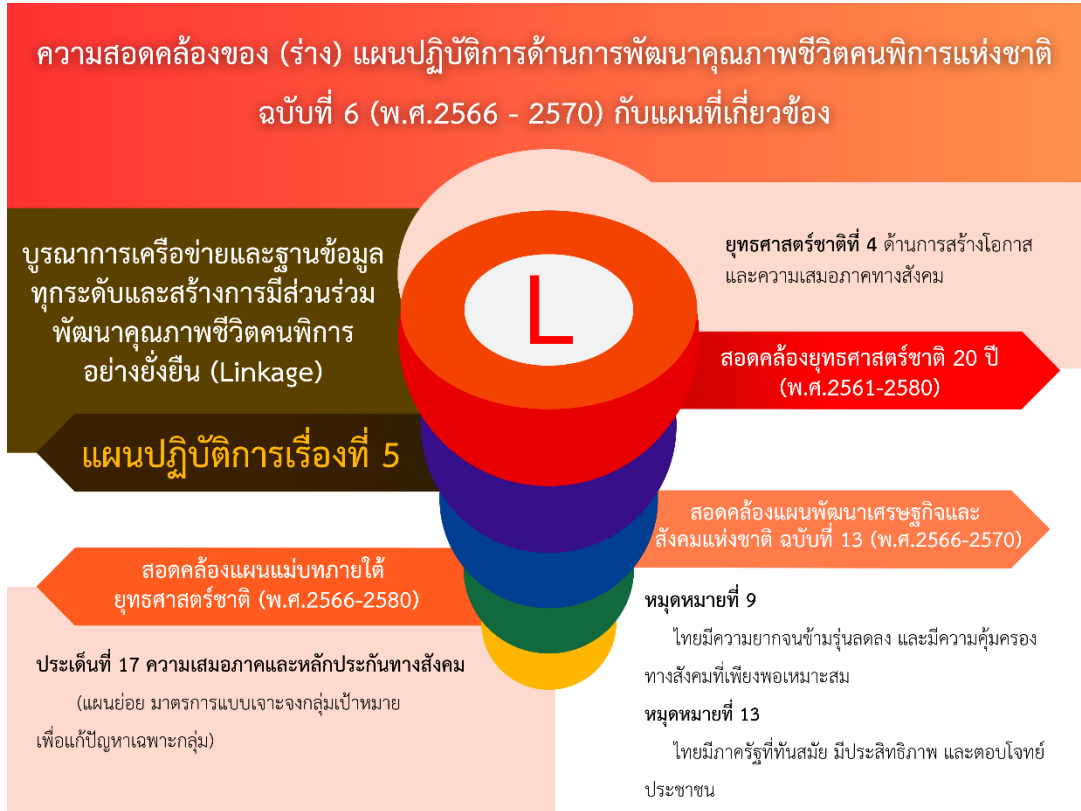 ความสอดคล้องของ (ร่าง) แผนปฏิบัติการด้านการพัฒนาคุณภาพชีวิตคนพิการแห่งชาติ
ฉบับที่ 6 (พ.ศ.2566 - 2570) กับแผนที่เกี่ยวข้อง
บูรณาการเครือข่ายและฐานข้อมูล
ทุกระดับและสร้างการมีส่วนร่วม
พัฒนาคุณภาพชีวิตคนพิการ
อย่างยั่งยืน (Linkage)
แผนปฏิบัติการเรื่องที่ 5
L
ยุทธศาสตร์ชาติที่ 4 ด้านการสร้างโอกาส
และความเสมอภาคทางสังคม
สอดคล้องยุทธศาสตร์ชาติ 20 ปี
(พ.ศ.2561-2580)
สอดคล้องแผนแม่บทภายใต้
ยุทธศาสตร์ชาติ (พ.ศ.2566-2580)
ประเด็นที่ 17 ความเสมอภาคและหลักประกันทางสังคม
(แผนย่อย มาตรการแบบเจาะจงกลุ่มเป้าหมาย
เพื่อแก้ปัญหาเฉพาะกลุ่ม)
สอดคล้องแผนพัฒนาเศรษฐกิจและ
สังคมแห่งชาติ ฉบับที่ 13 (พ.ศ.2566-2570)
หมุดหมายที่ 9
ไทยมีความยากจนข้ามรุ่นลดลง และมีความคุ้มครอง
ทางสังคมที่เพียงพอเหมาะสม
หมุดหมายที่ 13
ไทยมีภาครัฐที่ทันสมัย มีประสิทธิภาพ และตอบโจทย์
ประชาชน